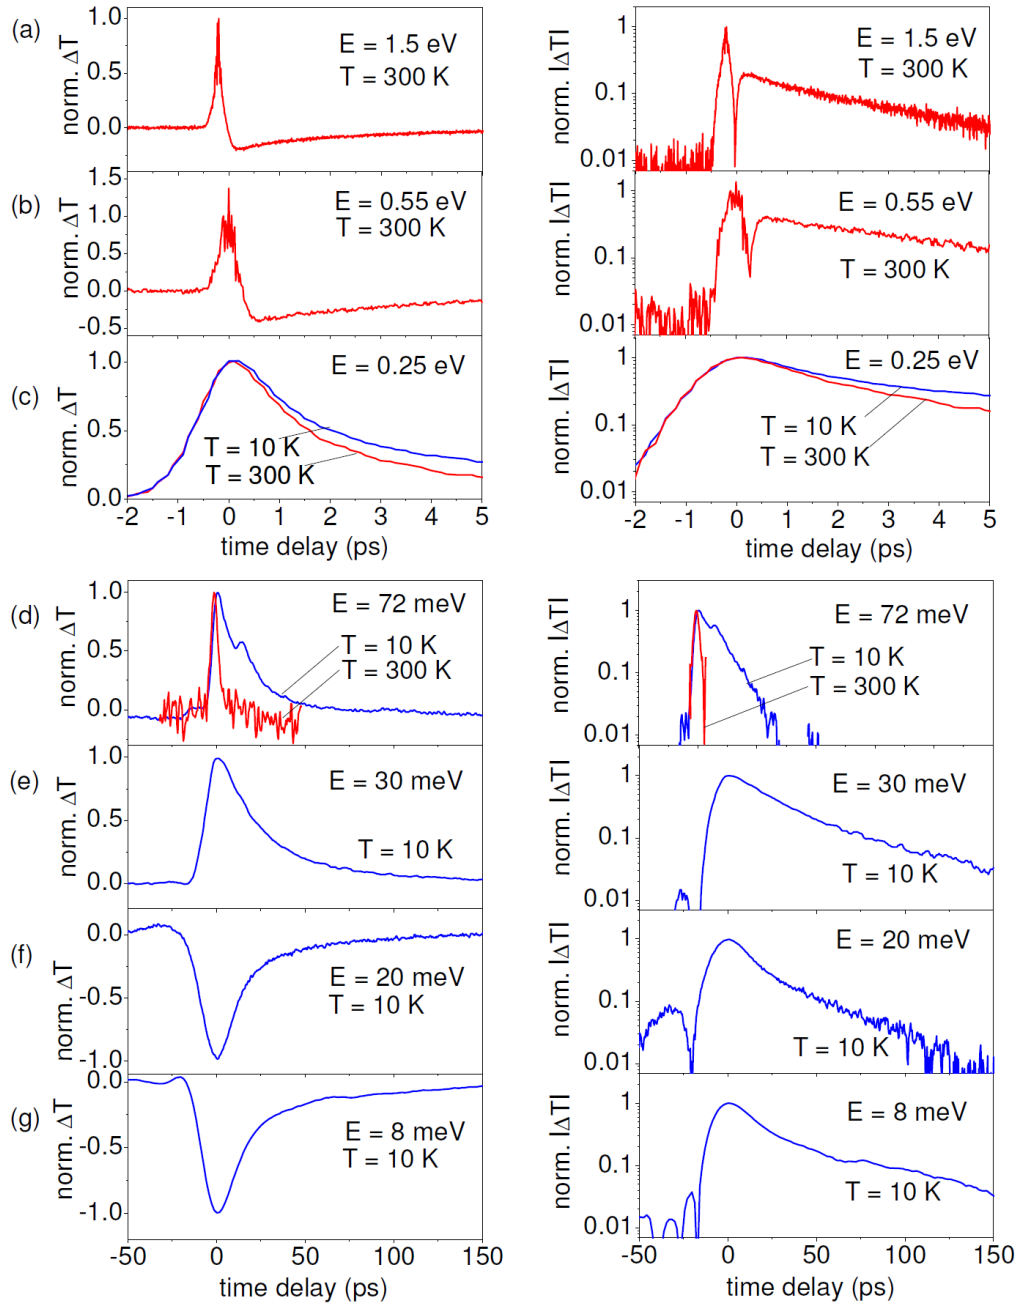 (a)
norm. ΔT
1.0
0.5
0.0
E = 1.5 eV
T = 300 K
norm. |ΔT|
1
0.1
0.01
E = 1.5 eV
T = 300 K
(b)
norm. ΔT
1.5
1.0
0.5
0.0
-0.5
E = 0.55 eV
T = 300 K
norm. |ΔT|
1
0.1
0.01
E = 0.55 eV
T = 300 K
(c)
norm. ΔT
1.0
0.5
0.0
E = 0.25 eV
T = 10 K
T = 300 K
-2 -1 0 1 2 3 4 5
time delay (ps)
norm. |ΔT|
1
0.1
0.01
E = 0.25 eV
T = 10 K
T = 300 K
-2 -1 0 1 2 3 4 5
time delay (ps)
(d)
norm. ΔT
1.0
0.5
0.0
E = 72 meV
T = 10 K
T = 300 K
norm. |ΔT|
1
0.1
0.01
E = 72 meV
T = 10 K
T = 300 K
(e)
norm. ΔT
1.0
0.5
0.0
E = 30 meV
T = 10 K
norm. |ΔT|
1
0.1
0.01
E = 30 meV
T = 10 K
(f)
norm. ΔT
0.0
-0.5
-1.0
E = 20 meV
T = 10 K
norm. |ΔT|
1
0.1
0.01
E = 20 meV
T = 10 K
(g)
norm. ΔT
0.0
-0.5
-1.0
E = 8 meV
T = 10 K
-50 0 50 100 150
time delay (ps)
norm. |ΔT|
1
0.1
0.01
E = 8 meV
T = 10 K
-50 0 50 100 150
time delay (ps)